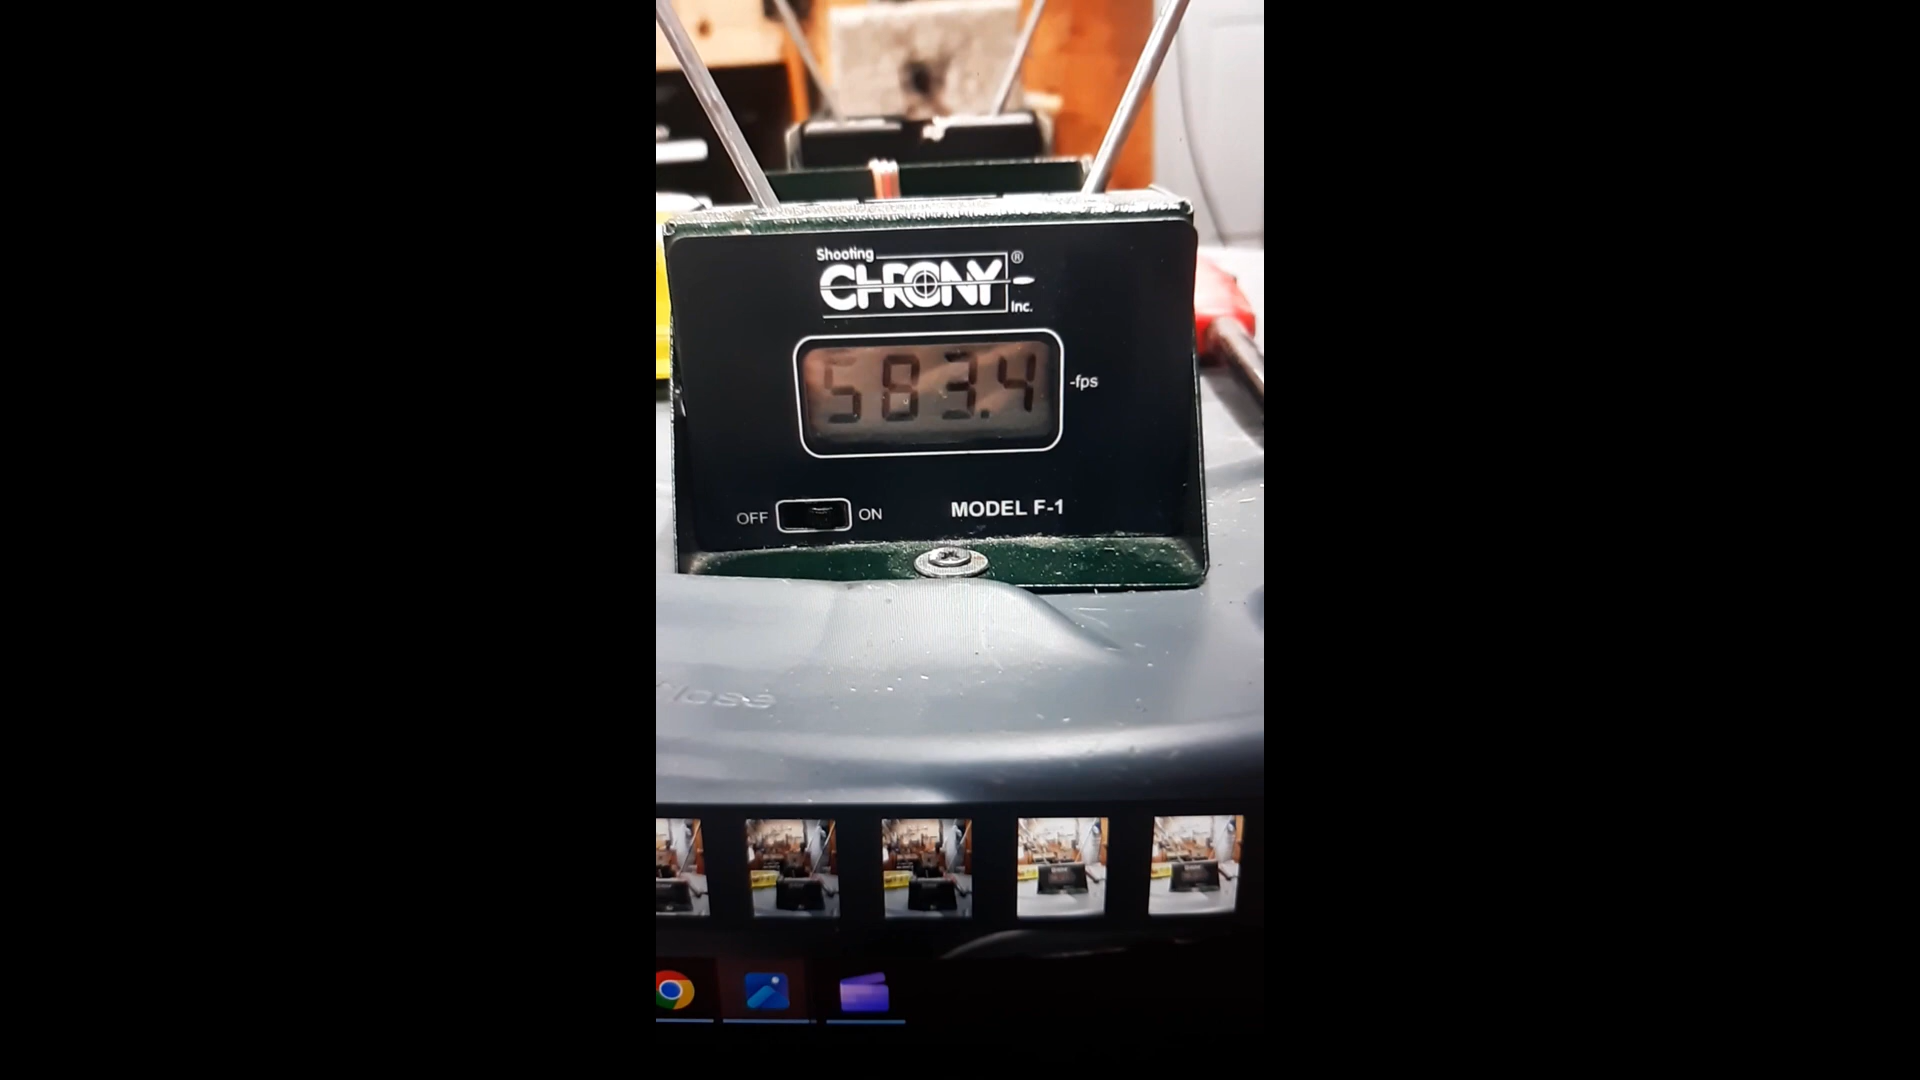 Shooting
CHRONY®
Inc.
583.4
-fps
OFF ON MODEL F-1